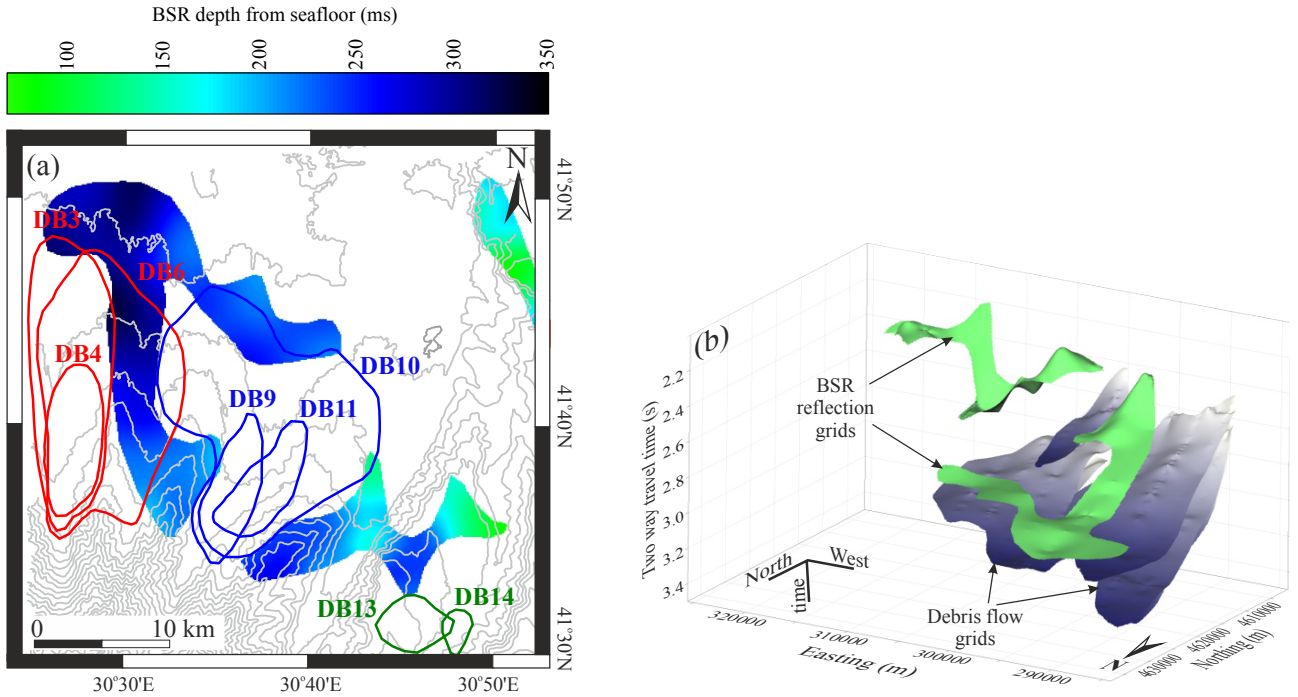 BSR depth from seafloor (ms)
100 150 200 250 300 350
(a)
N
41°50'N
DB3
DB6
DB4
DB10
DB9
DB11
41°40'N
DB13
DB14
0 10 km
41°30'N
30°30'E 30°40'E 30°50'E
(b)
BSR
reflection
grids
Two way travel time (s)
2.2
2.4
2.6
2.8
3.0
3.2
3.4
North
West
time
Debris flow
grids
N
320000 310000 300000 290000
Easting (m)
4630000 4620000 4610000
Northing (m)